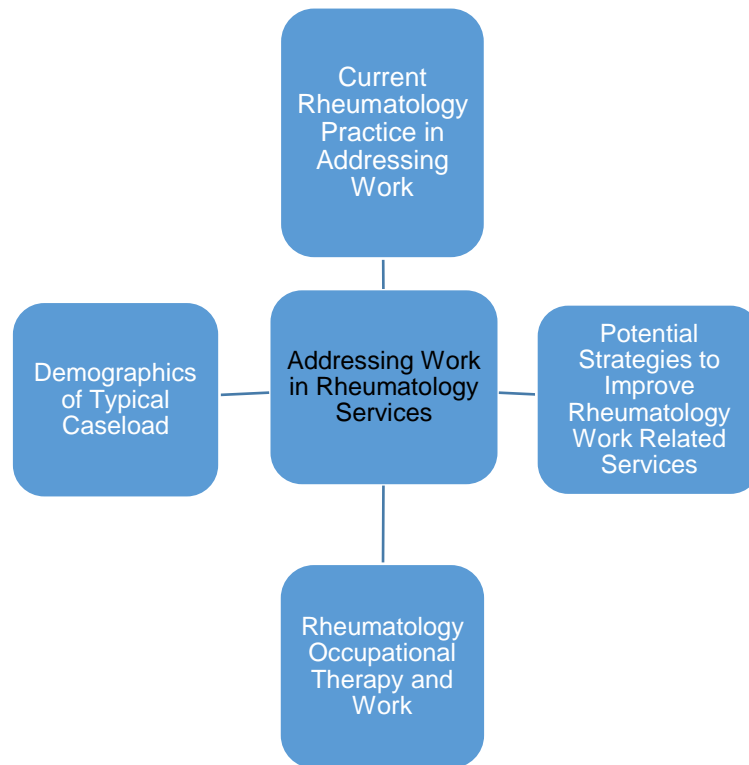 Current
Rheumatology
Practice in
Addressing
Work
Demographics
of Typical
Caseload
Addressing Work
in Rheumatology
Services
Potential
Strategies to
Improve
Rheumatology
Work Related
Services
Rheumatology
Occupational
Therapy and
Work